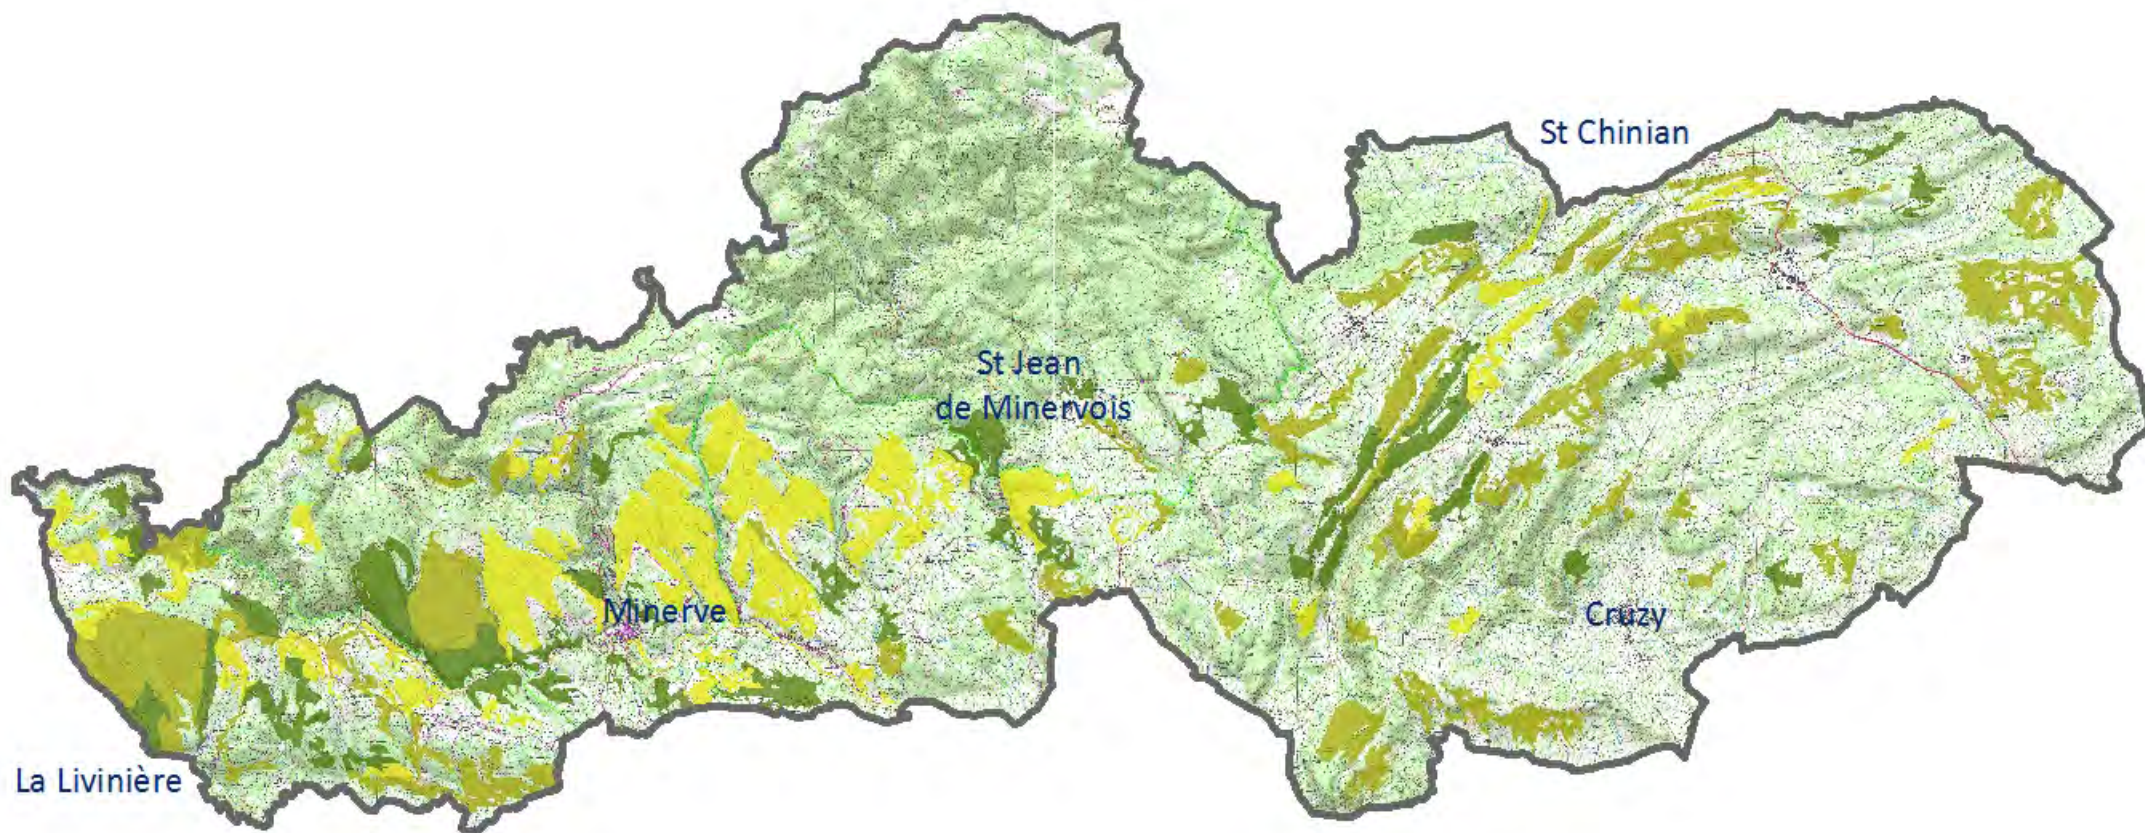 St Chinian
St Jean
de Minervois
Minerve
Cruzy
La Livinière